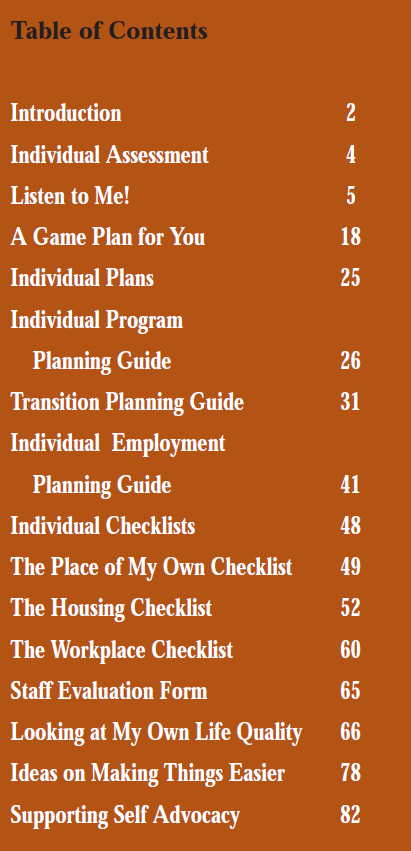 Table of Contents
Introduction 2
Individual Assessment 4
Listen to Me! 5
A Game Plan for You 18
Individual Plans 25
Individual Program
Planning Guide 26
Transition Planning Guide 31
Individual Employment
Planning Guide 41
Individual Checklists 48
The Place of My Own Checklist 49
The Housing Checklist 52
The Workplace Checklist 60
Staff Evaluation Form 65
Looking at My Own Life Quality 66
Ideas on Making Things Easier 78
Supporting Self Advocacy 82